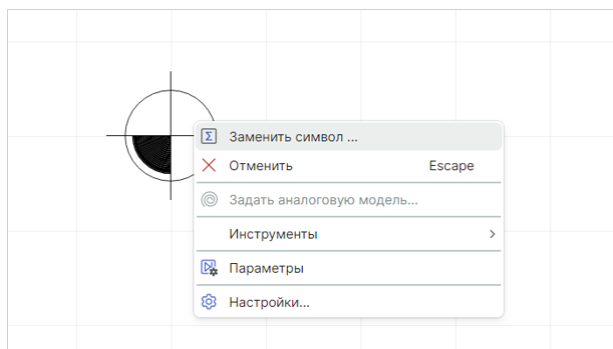 Заменить символ ...
Отменить Escape
Задать аналоговую модель...
Инструменты
Параметры
Настройки...